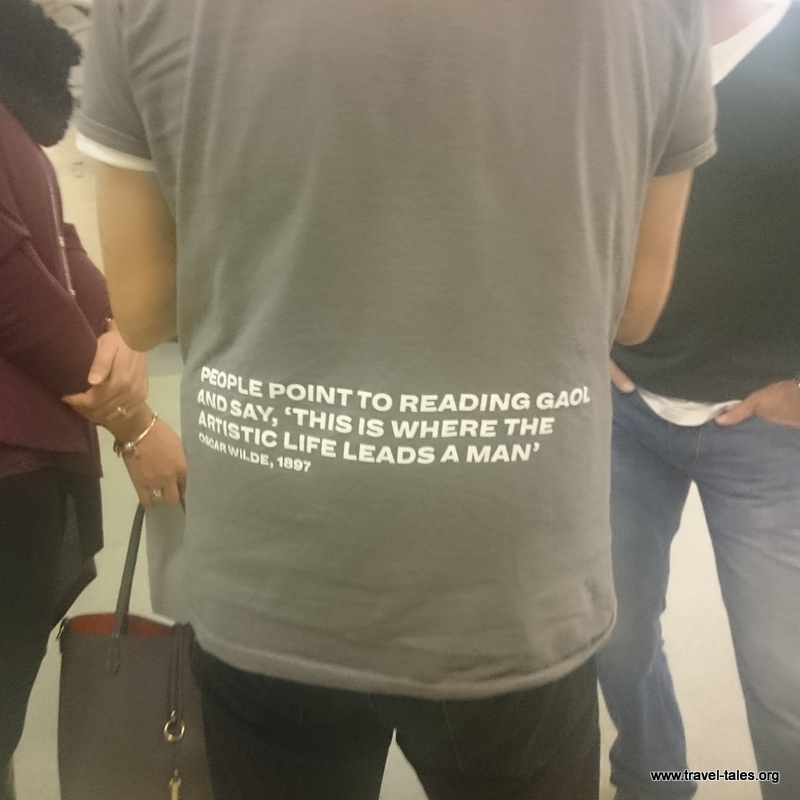 PEOPLE POINT TO READING GAOL
AND SAY, ‘THIS IS WHERE THE
ARTISTIC LIFE LEADS A MAN’
OSCAR WILDE, 1897
www.travel-tales.org